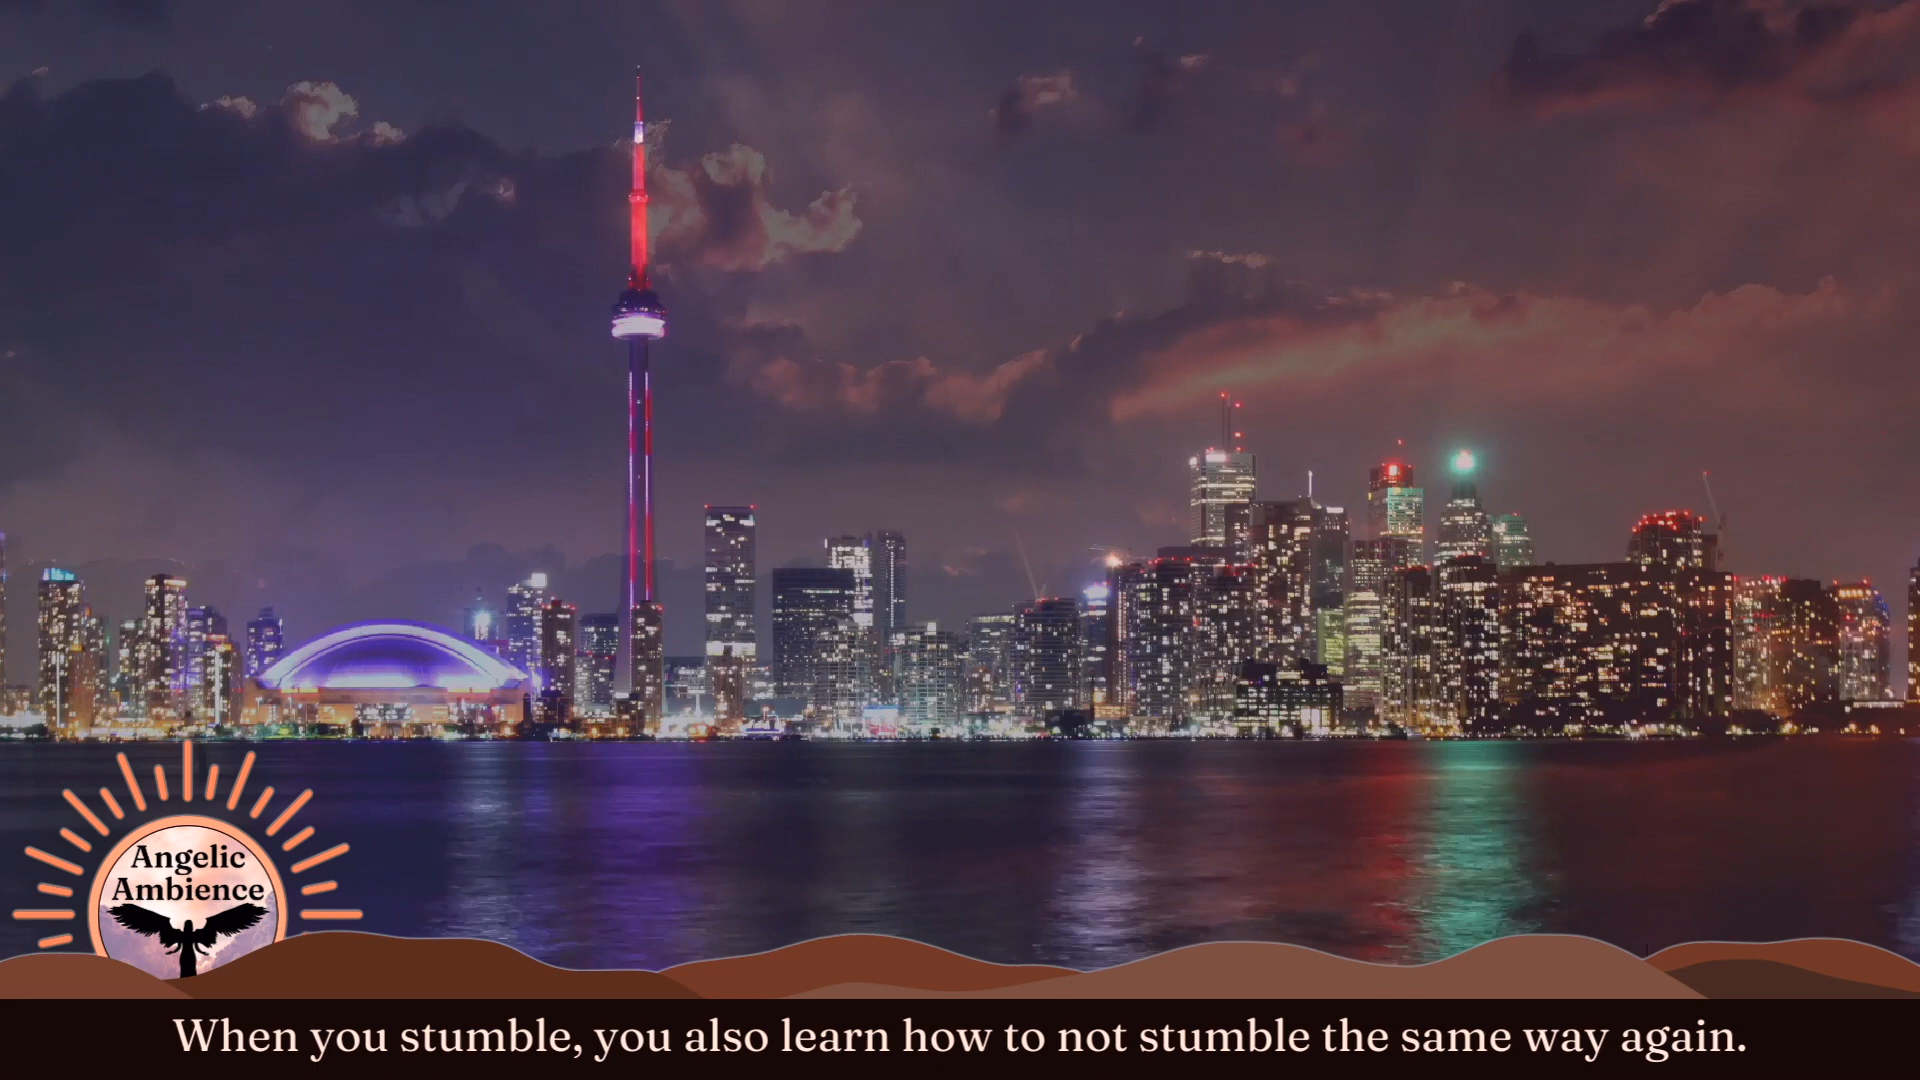 Angelic
Ambience
When you stumble, you also learn how to not stumble the same way again.